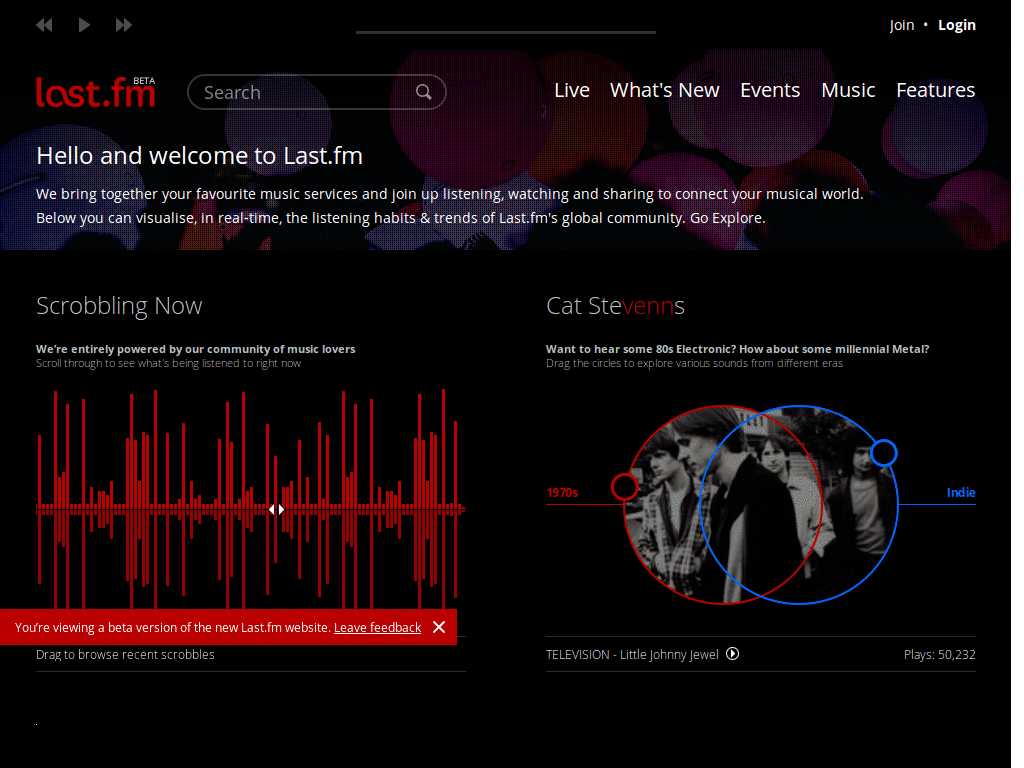 Join • Login
last.fm BETA
Search
Live What's New Events Music Features
Hello and welcome to Last.fm
We bring together your favourite music services and join up listening, watching and sharing to connect your musical world.
Below you can visualise, in real-time, the listening habits & trends of Last.fm's global community. Go Explore.
Scrobbling Now
We're entirely powered by our community of music lovers
Scroll through to see what's being listened to right now
You're viewing a beta version of the new Last.fm website. Leave feedback
Drag to browse recent scrobbles
.
Cat Stevenns
Want to hear some 80s Electronic? How about some millennial Metal?
Drag the circles to explore various sounds from different eras
1970s
Indie
TELEVISION - Little Johnny Jewel
Plays: 50,232